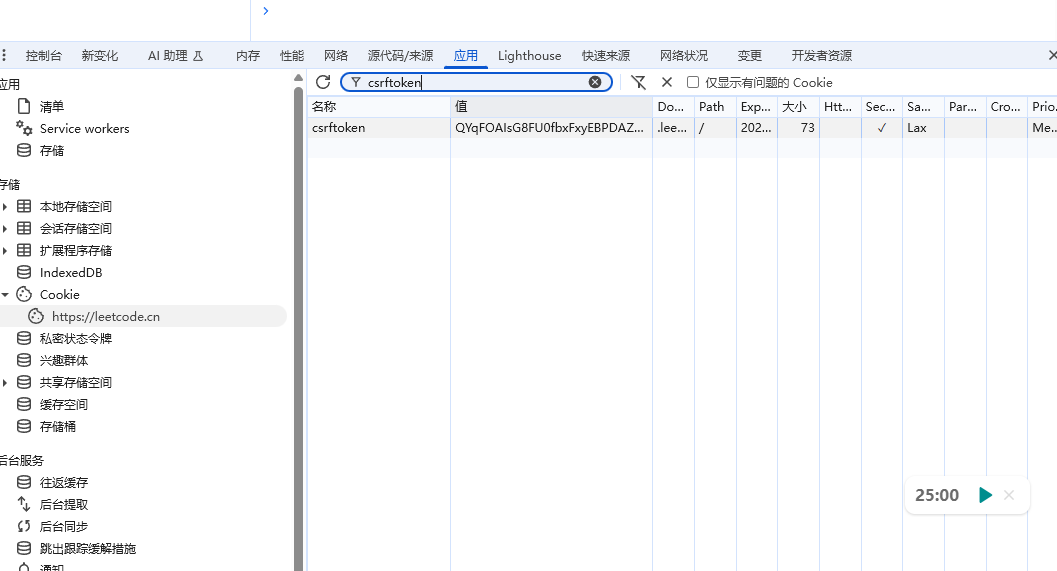 控制台 新变化 AI 助理 内存 性能 网络 源代码/来源 应用 Lighthouse 快速来源 网络状况 变更 开发者资源
应用
清单
Service workers
存储
存储
本地存储空间
会话存储空间
扩展程序存储
IndexedDB
Cookie
https://leetcode.cn
私密状态令牌
兴趣群体
共享存储空间
缓存空间
存储桶
后台服务
往返缓存
后台提取
后台同步
跳出跟踪缓解措施
通知
csrftoken 仅显示有问题的 Cookie
名称 值 Do... Path Exp... 大小 Htt... Sec... Sa... Par... Cro... Prio...
csrftoken QYqFOAIsG8FU0fbxFxyEBPDAZ... .lee... / 202... 73 ✓ Lax Me...
25:00